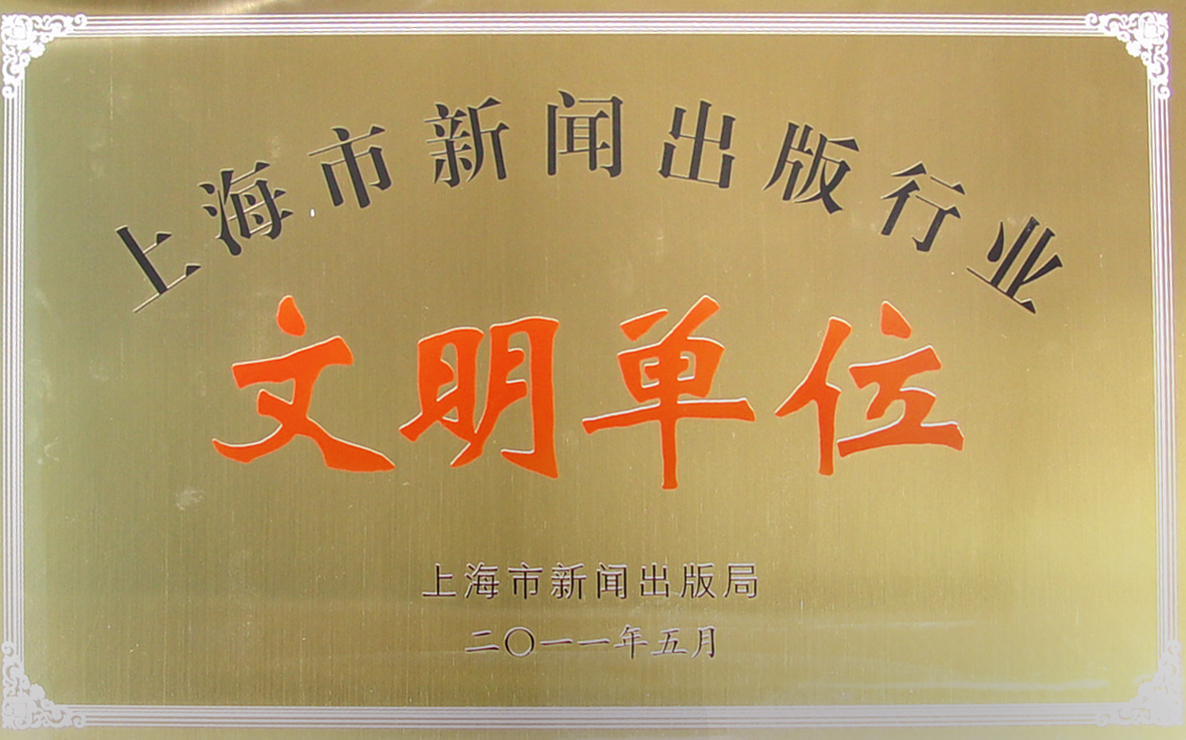 上海市新闻出版行业
文明单位
上海市新闻出版局
二〇一一年五月